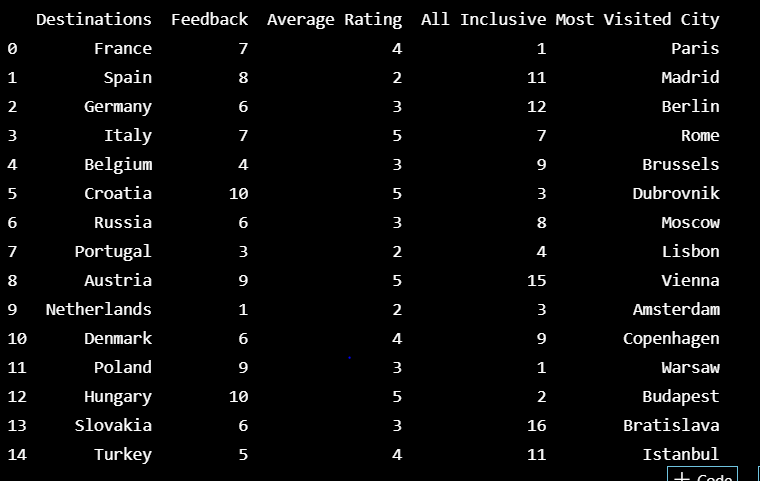 Destinations Feedback Average Rating All Inclusive Most Visited City
0 France 7 4 1 Paris
1 Spain 8 2 11 Madrid
2 Germany 6 3 12 Berlin
3 Italy 7 5 7 Rome
4 Belgium 4 3 9 Brussels
5 Croatia 10 5 3 Dubrovnik
6 Russia 6 3 8 Moscow
7 Portugal 3 2 4 Lisbon
8 Austria 9 5 15 Vienna
9 Netherlands 1 2 3 Amsterdam
10 Denmark 6 4 9 Copenhagen
11 Poland 9 3 1 Warsaw
12 Hungary 10 5 2 Budapest
13 Slovakia 6 3 16 Bratislava
14 Turkey 5 4 11 Istanbul
+ Code